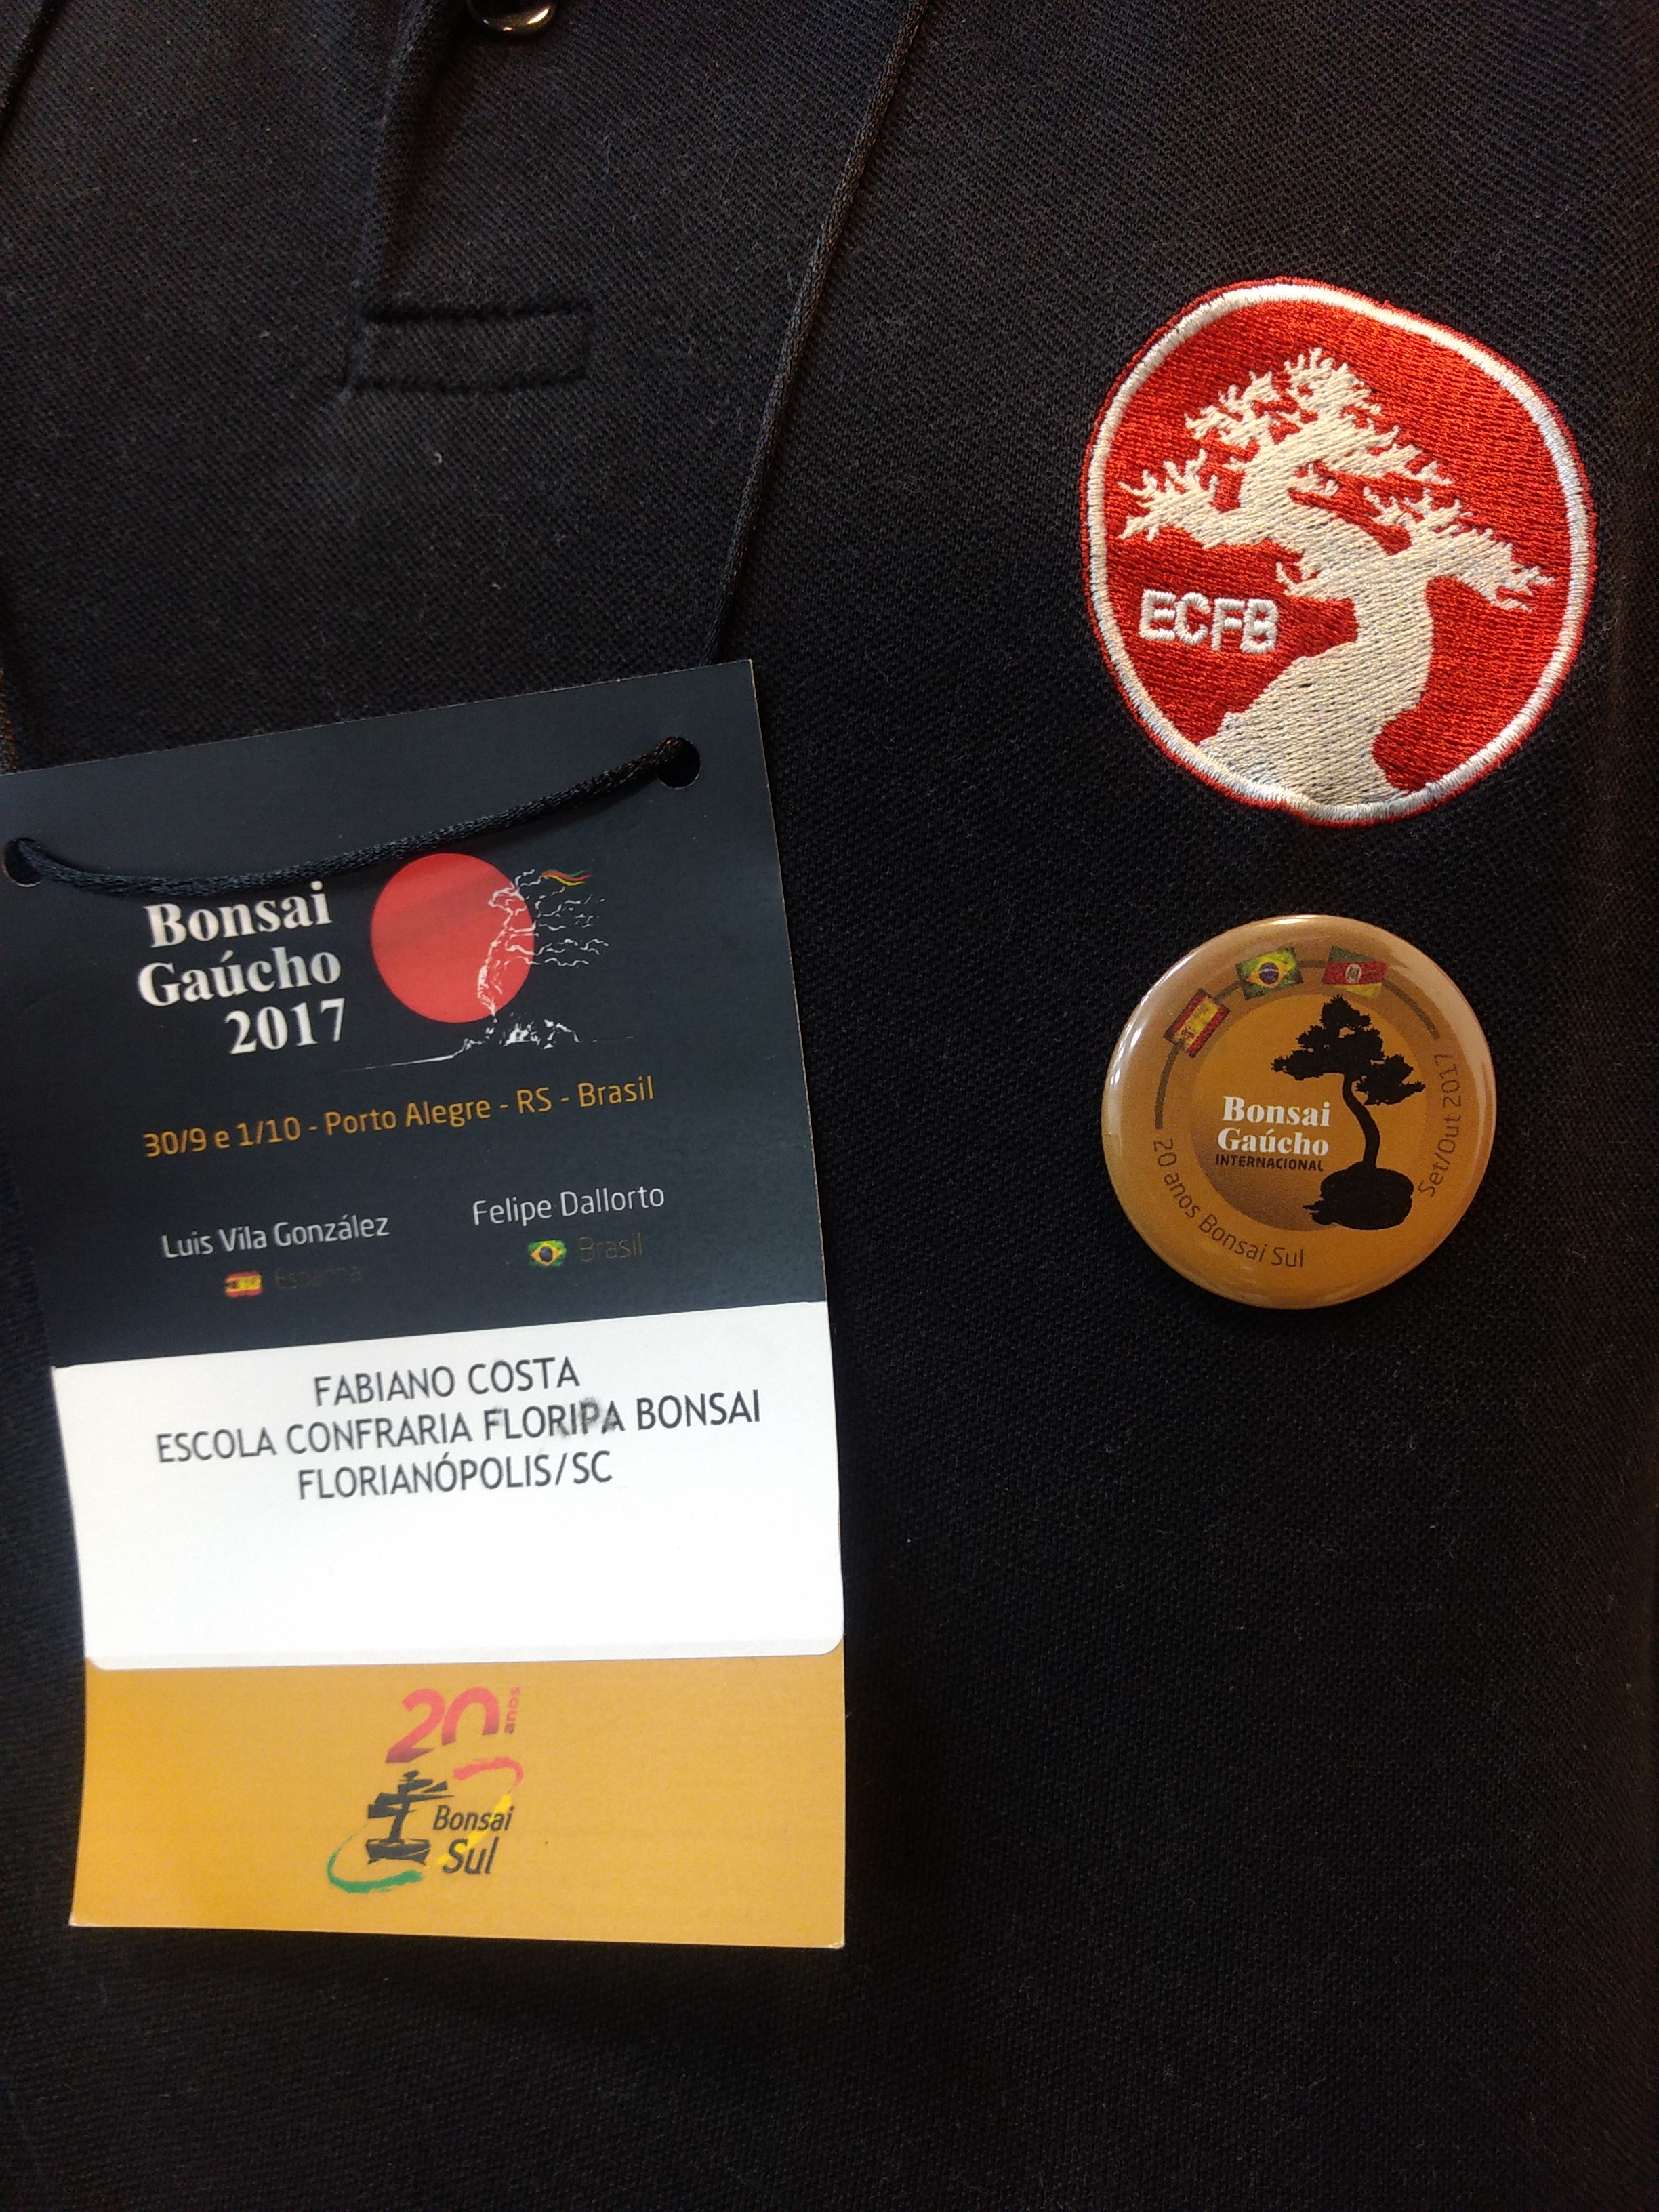 ECFB
Bonsai
Gaúcho
2017
30/9 e 1/10 - Porto Alegre - RS - Brasil
Luis Vila González
Felipe Dallorto
Espanha
Brasil
FABIANO COSTA
ESCOLA CONFRARIA FLORIPA BONSAI
FLORIANÓPOLIS/SC
20 anos
Bonsai
Sul
Bonsai
Gaúcho
INTERNACIONAL
20 anos Bonsai Sul
Set/Out 2017